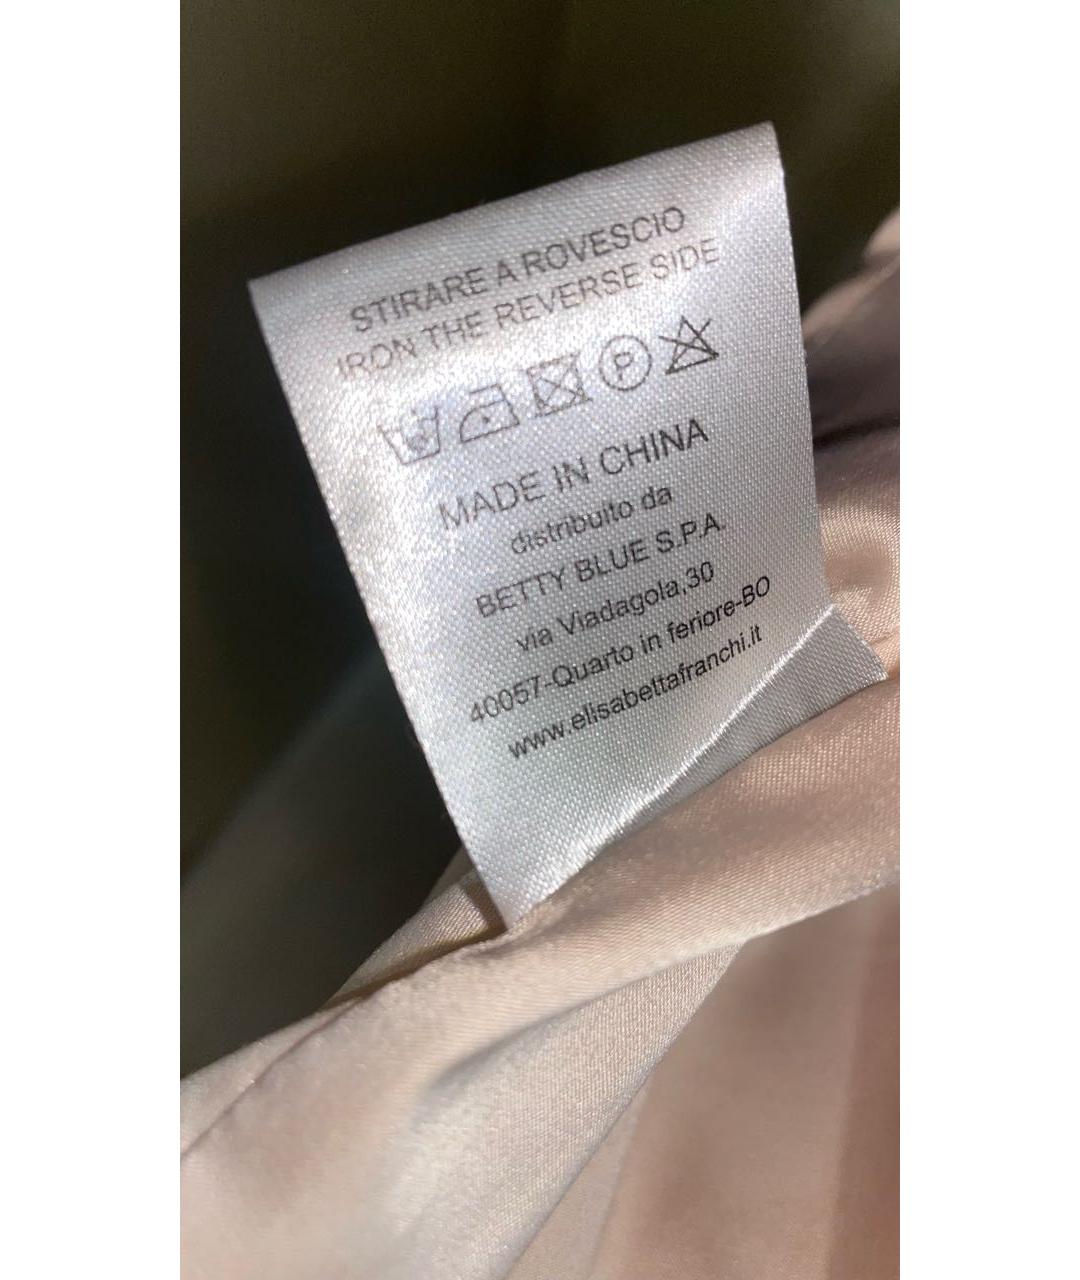 STIRARE A ROVESCIO
IRON THE REVERSE SIDE
P
MADE IN CHINA
distribuito da
BETTY BLUE S.P.A.
via Viadagola,30
40057-Quarto in feriore-BO
www.elisabettafranchi.it